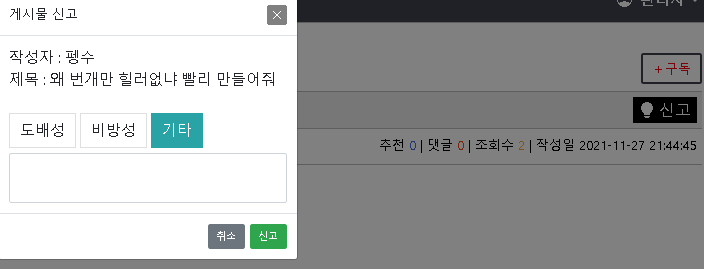 게시물 신고
관리자
작성자 : 펭수
제목 : 왜 번개만 힐러없냐 빨리 만들어줘
+ 구독
신고
도배성 비방성 기타
추천 0 | 댓글 0 | 조회수 2 | 작성일 2021-11-27 21:44:45
취소 신고